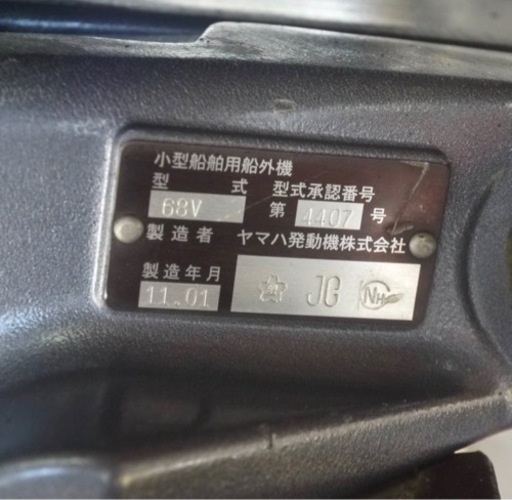 小型船舶用船外機
型 式 型式承認番号
68V 第 4407 号
製造者 ヤマハ発動機株式会社
製造年月
11.01 JG NH